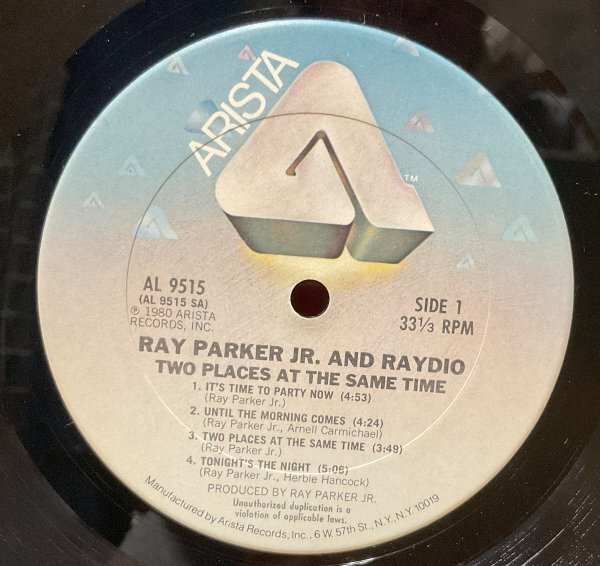 ARISTA
TM
AL 9515
(AL 9515 SA)
℗ 1980 ARISTA
RECORDS, INC.
SIDE 1
33⅓ RPM
RAY PARKER JR. AND RAYDIO
TWO PLACES AT THE SAME TIME
1. IT'S TIME TO PARTY NOW (4:53)
(Ray Parker Jr.)
2. UNTIL THE MORNING COMES (4:24)
(Ray Parker Jr., Arnell Carmichael)
3. TWO PLACES AT THE SAME TIME (3:49)
(Ray Parker Jr.)
4. TONIGHT'S THE NIGHT (5:06)
(Ray Parker Jr., Herbie Hancock)
PRODUCED BY RAY PARKER JR.
Unauthorized duplication is a
violation of applicable laws.
Manufactured by Arista Records, Inc., 6 W. 57th St., N.Y., N.Y. 10019